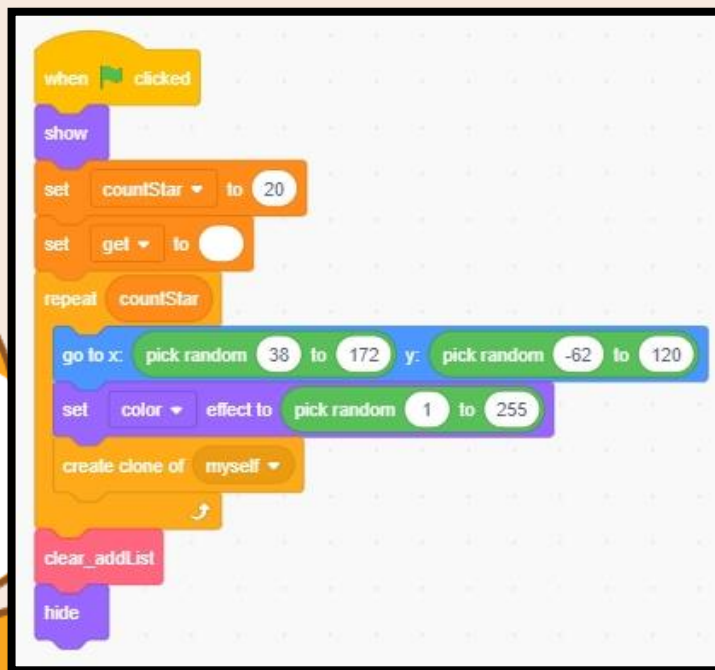 when clicked
show
set countStar to 20
set get to
repeat countStar
go to x: pick random 38 to 172 y: pick random -62 to 120
set color effect to pick random 1 to 255
create clone of myself
clear_addList
hide